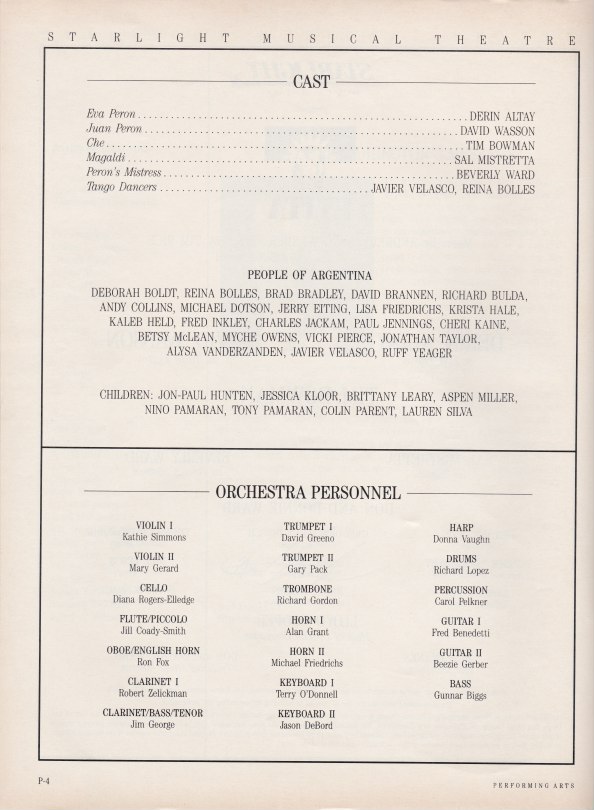 STARLIGHT MUSICAL THEATRE
CAST
Eva Peron . . . . . . . . . . . . . . . . . . . . DERIN ALTAY
Juan Peron . . . . . . . . . . . . . . . . . . . . DAVID WASSON
Che . . . . . . . . . . . . . . . . . . . . TIM BOWMAN
Magaldi . . . . . . . . . . . . . . . . . . . . SAL MISTRETTA
Peron's Mistress . . . . . . . . . . . . . . . . . . . . BEVERLY WARD
Tango Dancers . . . . . . . . . . . . . . . . . . . . JAVIER VELASCO, REINA BOLLES
PEOPLE OF ARGENTINA
DEBORAH BOLDT, REINA BOLLES, BRAD BRADLEY, DAVID BRANNEN, RICHARD BULDA,
ANDY COLLINS, MICHAEL DOTSON, JERRY EITING, LISA FRIEDRICHS, KRISTA HALE,
KALEB HELD, FRED INKLEY, CHARLES JACKAM, PAUL JENNINGS, CHERI KAINE,
BETSY McLEAN, MYCHE OWENS, VICKI PIERCE, JONATHAN TAYLOR,
ALYSA VANDERZANDEN, JAVIER VELASCO, RUFF YEAGER
CHILDREN: JON-PAUL HUNTEN, JESSICA KLOOR, BRITTANY LEARY, ASPEN MILLER,
NINO PAMARAN, TONY PAMARAN, COLIN PARENT, LAUREN SILVA
ORCHESTRA PERSONNEL
VIOLIN I
Kathie Simmons
VIOLIN II
Mary Gerard
CELLO
Diana Rogers-Elledge
FLUTE/PICCOLO
Jill Coady-Smith
OBOE/ENGLISH HORN
Ron Fox
CLARINET I
Robert Zelickman
CLARINET/BASS/TENOR
Jim George
TRUMPET I
David Greeno
TRUMPET II
Gary Pack
TROMBONE
Richard Gordon
HORN I
Alan Grant
HORN II
Michael Friedrichs
KEYBOARD I
Terry O'Donnell
KEYBOARD II
Jason DeBord
HARP
Donna Vaughn
DRUMS
Richard Lopez
PERCUSSION
Carol Pelkner
GUITAR I
Fred Benedetti
GUITAR II
Beezie Gerber
BASS
Gunnar Biggs
P-4
PERFORMING ARTS